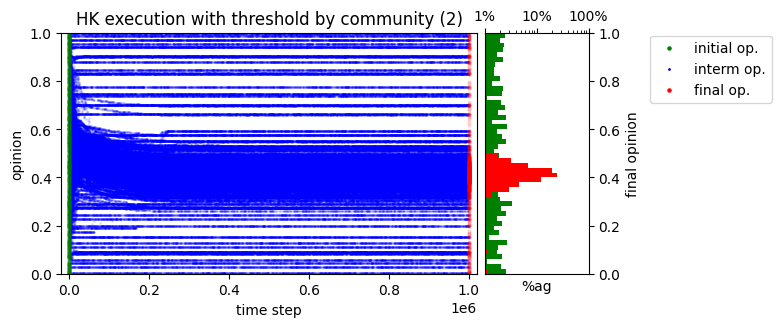 HK execution with threshold by community (2)
1% 10% 100%
1.0 1.0
0.8 0.8
0.6 0.6
0.4 0.4
0.2 0.2
0.0 0.0
opinion
final opinion
0.0 0.2 0.4 0.6 0.8 1.0
1e6
time step
%ag
initial op.
interm op.
final op.